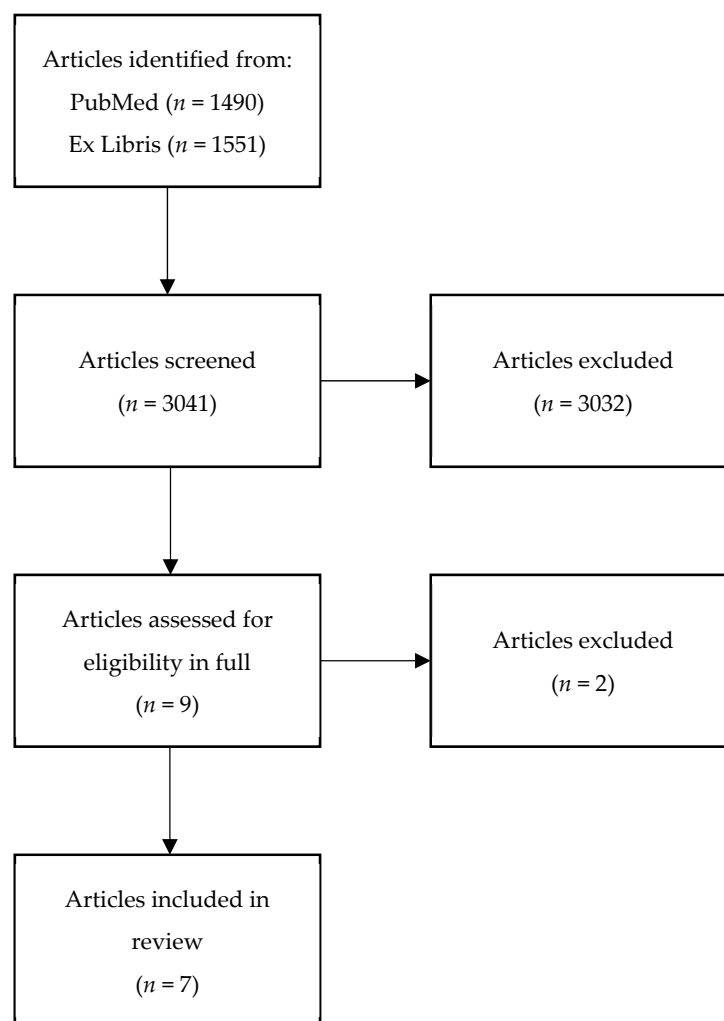 Articles identified from:
PubMed (n = 1490)
Ex Libris (n = 1551)
Articles screened
(n = 3041)
Articles excluded
(n = 3032)
Articles assessed for
eligibility in full
(n = 9)
Articles excluded
(n = 2)
Articles included in
review
(n = 7)